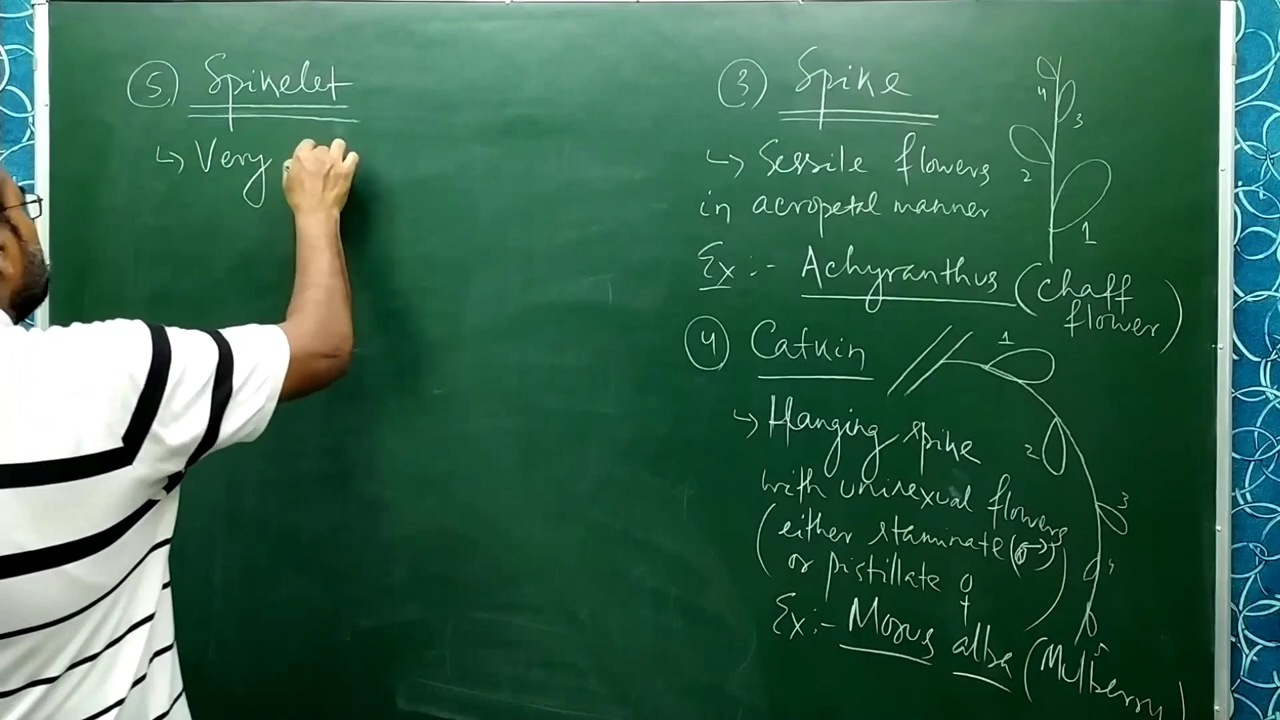 5 Spikelet
↳ Very
3 Spike
↳ Sessile flowers
in acropetal manner
Ex :- Achyranthus (chaff
flower)
4
3
2
1
4 Catkin
↳ Hanging spike
with unisexual flowers
(either staminate (♂)
or pistillate ♀)
Ex:- Morus alba (Mulberry)
1
2
3
4
5